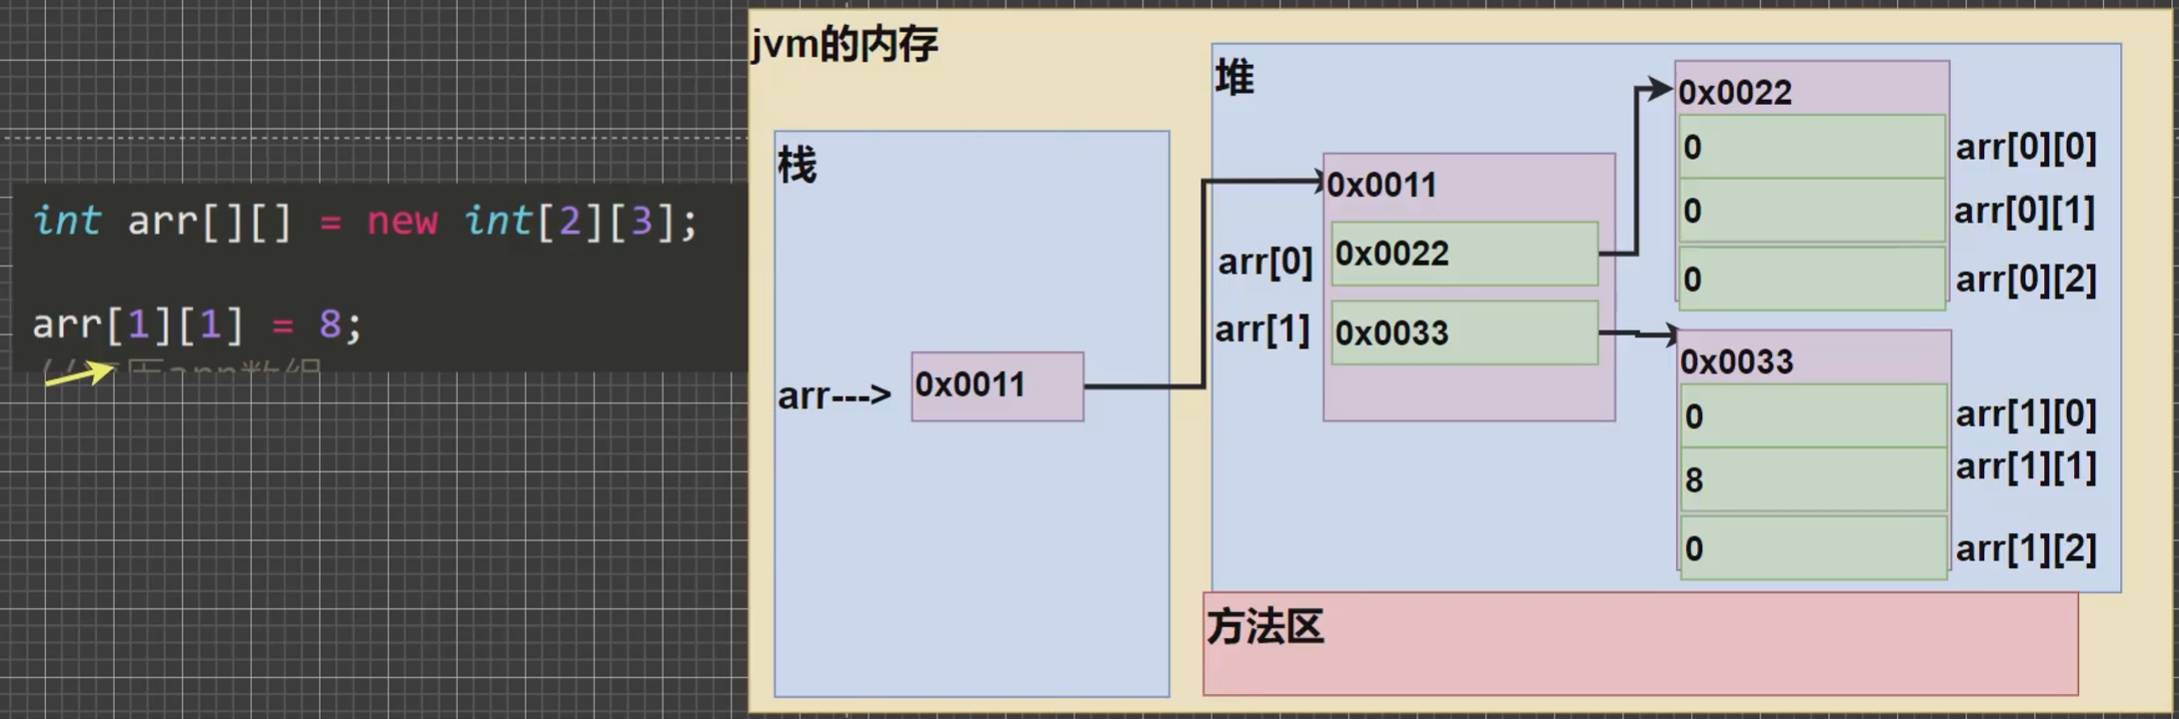 int arr[][] = new int[2][3];
arr[1][1] = 8;
jvm的内存
栈
arr---> 0x0011
堆
0x0011
arr[0] 0x0022
arr[1] 0x0033
0x0022
0 arr[0][0]
0 arr[0][1]
0 arr[0][2]
0x0033
0 arr[1][0]
8 arr[1][1]
0 arr[1][2]
方法区